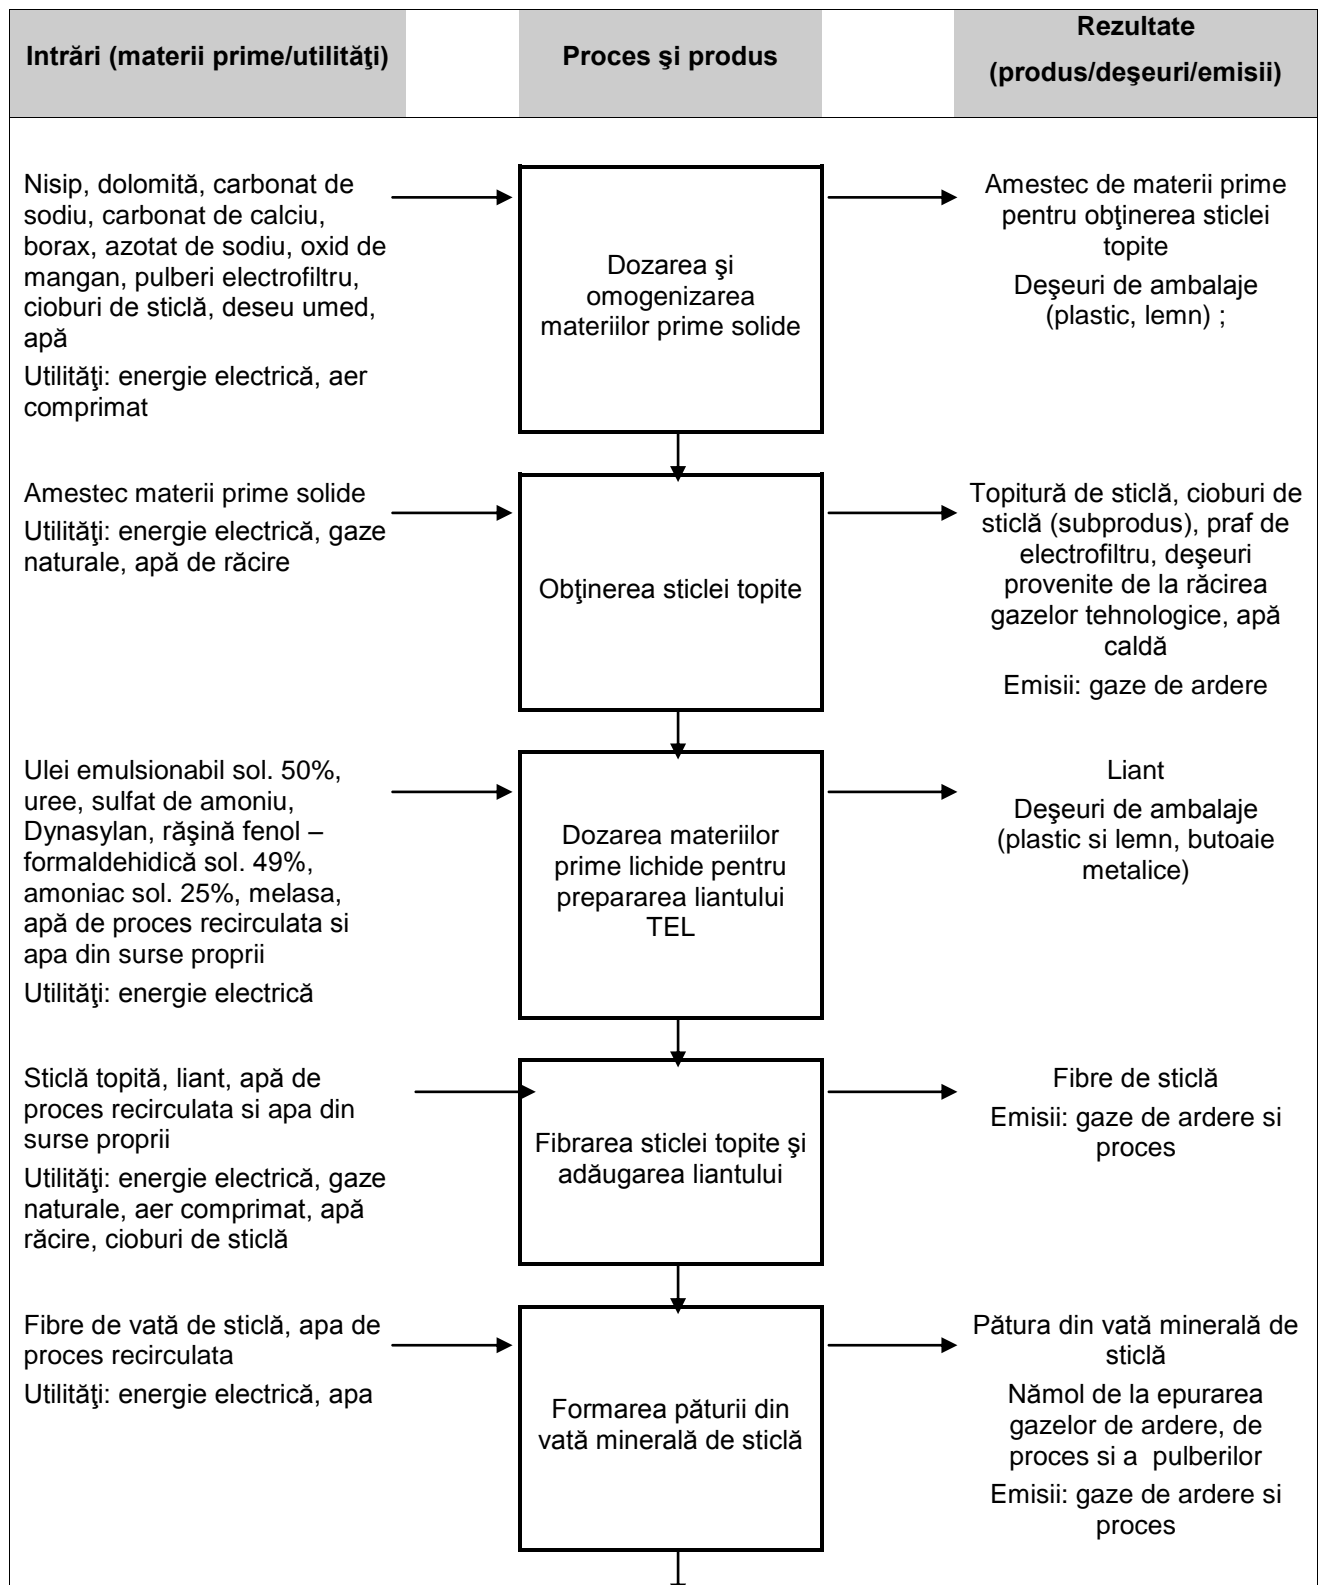 Intrări (materii prime/utilităţi)
Proces şi produs
Rezultate
(produs/deşeuri/emisii)
Nisip, dolomită, carbonat de
sodiu, carbonat de calciu,
borax, azotat de sodiu, oxid de
mangan, pulberi electrofiltru,
cioburi de sticlă, deseu umed,
apă
Utilităţi: energie electrică, aer
comprimat
Dozarea şi
omogenizarea
materiilor prime solide
Amestec de materii prime
pentru obţinerea sticlei
topite
Deşeuri de ambalaje
(plastic, lemn) ;
Amestec materii prime solide
Utilităţi: energie electrică, gaze
naturale, apă de răcire
Obţinerea sticlei topite
Topitură de sticlă, cioburi de
sticlă (subprodus), praf de
electrofiltru, deşeuri
provenite de la răcirea
gazelor tehnologice, apă
caldă
Emisii: gaze de ardere
Ulei emulsionabil sol. 50%,
uree, sulfat de amoniu,
Dynasylan, răşină fenol –
formaldehidică sol. 49%,
amoniac sol. 25%, melasa,
apă de proces recirculata si
apa din surse proprii
Utilităţi: energie electrică
Dozarea materiilor
prime lichide pentru
prepararea liantului
TEL
Liant
Deşeuri de ambalaje
(plastic si lemn, butoaie
metalice)
Sticlă topită, liant, apă de
proces recirculata si apa din
surse proprii
Utilităţi: energie electrică, gaze
naturale, aer comprimat, apă
răcire, cioburi de sticlă
Fibrarea sticlei topite şi
adăugarea liantului
Fibre de sticlă
Emisii: gaze de ardere si
proces
Fibre de vată de sticlă, apa de
proces recirculata
Utilităţi: energie electrică, apa
Formarea păturii din
vată minerală de sticlă
Pătura din vată minerală de
sticlă
Nămol de la epurarea
gazelor de ardere, de
proces si a  pulberilor
Emisii: gaze de ardere si
proces